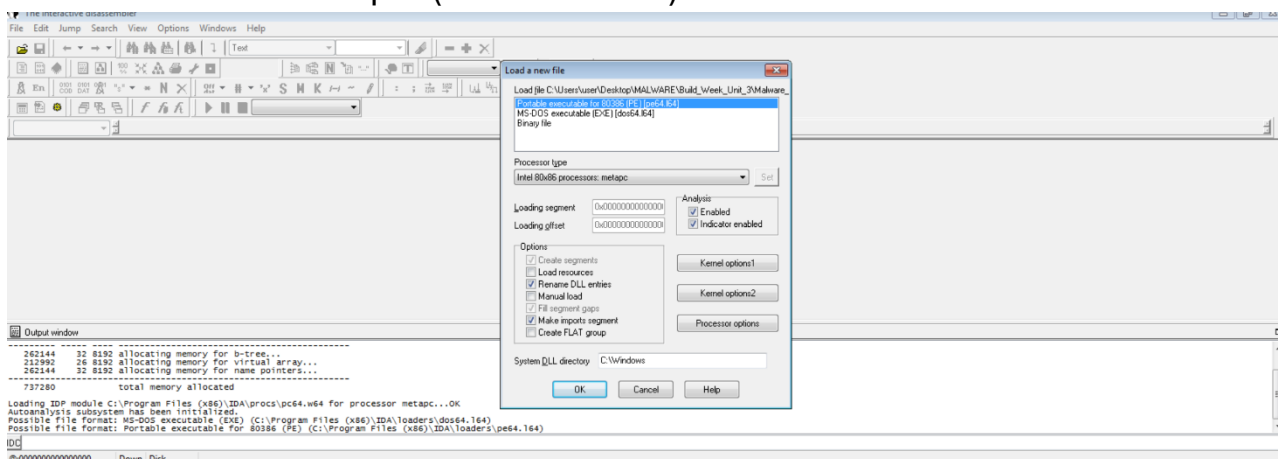 The interactive disassembler
File Edit Jump Search View Options Windows Help
Text
Load a new file
Load file C:\Users\user\Desktop\MALWARE\Build_Week_Unit_3\Malware_
Portable executable for 80386 (PE) [pe64.l64]
MS-DOS executable (EXE) [dos64.l64]
Binary file
Processor type
Intel 80x86 processors: metapc
Set
Loading segment 0x0000000000000
Loading offset 0x0000000000000
Analysis
Enabled
Indicator enabled
Options
Create segments
Load resources
Rename DLL entries
Manual load
Fill segment gaps
Make imports segment
Create FLAT group
Kernel options1
Kernel options2
Processor options
System DLL directory C:\Windows
OK Cancel Help
Output window
262144 32 8192 allocating memory for b-tree...
212992 26 8192 allocating memory for virtual array...
262144 32 8192 allocating memory for name pointers...
-----------------------------------------------------------------
737280 total memory allocated
Loading IDP module C:\Program Files (x86)\IDA\procs\pc64.w64 for processor metapc...OK
Autoanalysis subsystem has been initialized.
Possible file format: MS-DOS executable (EXE) (C:\Program Files (x86)\IDA\loaders\dos64.l64)
Possible file format: Portable executable for 80386 (PE) (C:\Program Files (x86)\IDA\loaders\pe64.l64)
IDC
Down Disk